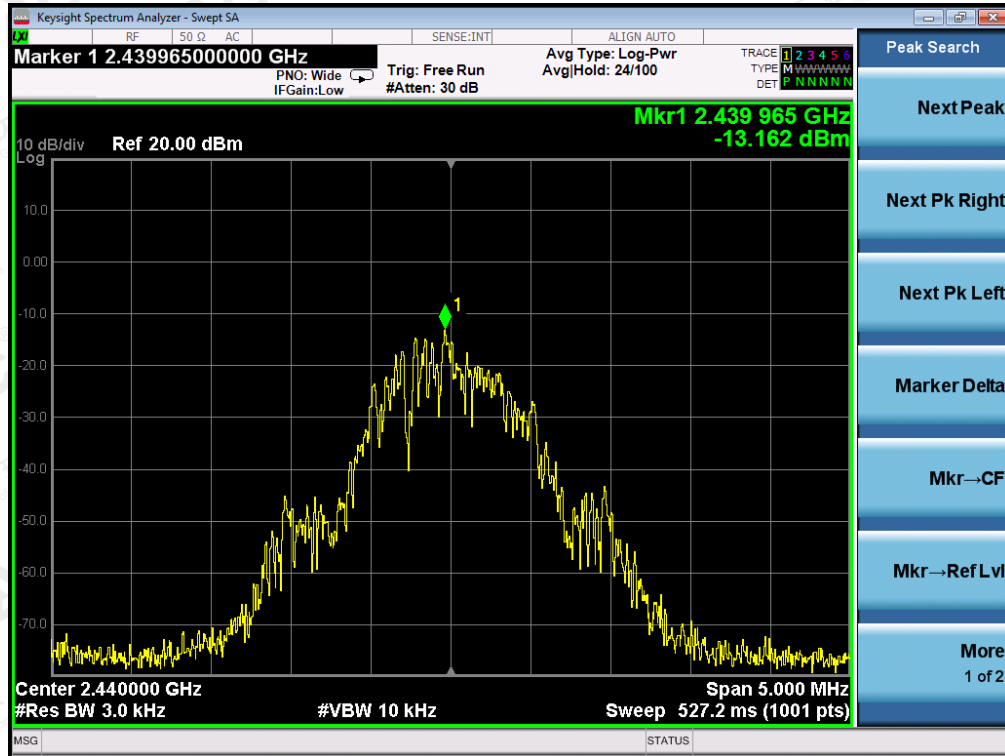 Keysight Spectrum Analyzer - Swept SA
LXI RF 50 Ω AC SENSE:INT ALIGN AUTO
Marker 1 2.439965000000 GHz
PNO: Wide
IFGain:Low
Trig: Free Run
#Atten: 30 dB
Avg Type: Log-Pwr
Avg|Hold: 24/100
TRACE 1 2 3 4 5 6
TYPE M WWWWW
DET P N N N N N
Mkr1 2.439 965 GHz
-13.162 dBm
10 dB/div Ref 20.00 dBm
Log
10.0
0.00
-10.0
-20.0
-30.0
-40.0
-50.0
-60.0
-70.0
1
Center 2.440000 GHz Span 5.000 MHz
#Res BW 3.0 kHz #VBW 10 kHz Sweep 527.2 ms (1001 pts)
MSG STATUS
Peak Search
Next Peak
Next Pk Right
Next Pk Left
Marker Delta
Mkr→CF
Mkr→Ref Lvl
More
1 of 2